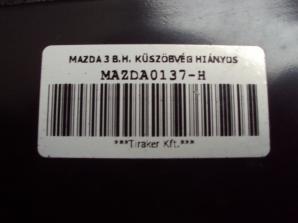 MAZDA 3 B.H. KÜSZÖBVÉG HIÁNYOS
MAZDA0137-H
***Tiraker Kft.***